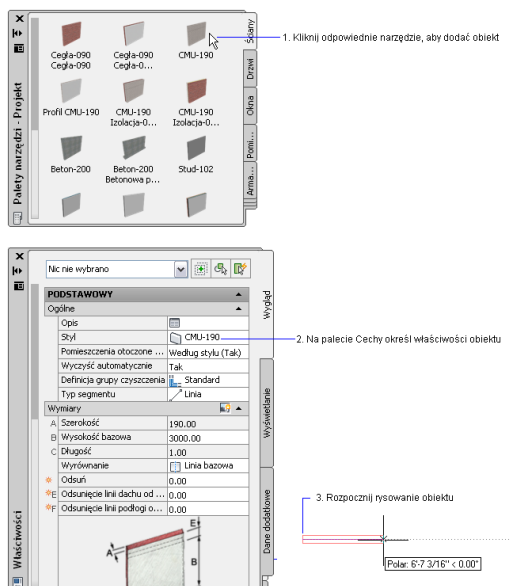 Palety narzędzi - Projekt
Cegła-090
Cegła-090
Cegła-090
Cegła-0...
CMU-190
Profil CMU-190
CMU-190
Izolacja-0...
CMU-190
Izolacja-0...
Beton-200
Beton-200
Betonowa p...
Stud-102
Ściany
Drzwi
Okna
Pomi...
Arma...
1. Kliknij odpowiednie narzędzie, aby dodać obiekt
Właściwości
Nic nie wybrano
PODSTAWOWY
Ogólne
Opis
Styl CMU-190
Pomieszczenia otoczone ... Według stylu (Tak)
Wyczyść automatycznie Tak
Definicja grupy czyszczenia Standard
Typ segmentu Linia
Wymiary
A Szerokość 190.00
B Wysokość bazowa 3000.00
C Długość 1.00
Wyrównanie Linia bazowa
Odsuń 0.00
E Odsunięcie linii dachu od ... 0.00
F Odsunięcie linii podłogi o... 0.00
A
E
B
Wygląd
Wyświetlanie
Dane dodatkowe
2. Na palecie Cechy określ właściwości obiektu
3. Rozpocznij rysowanie obiektu
Polar: 6'-7 3/16" < 0.00°